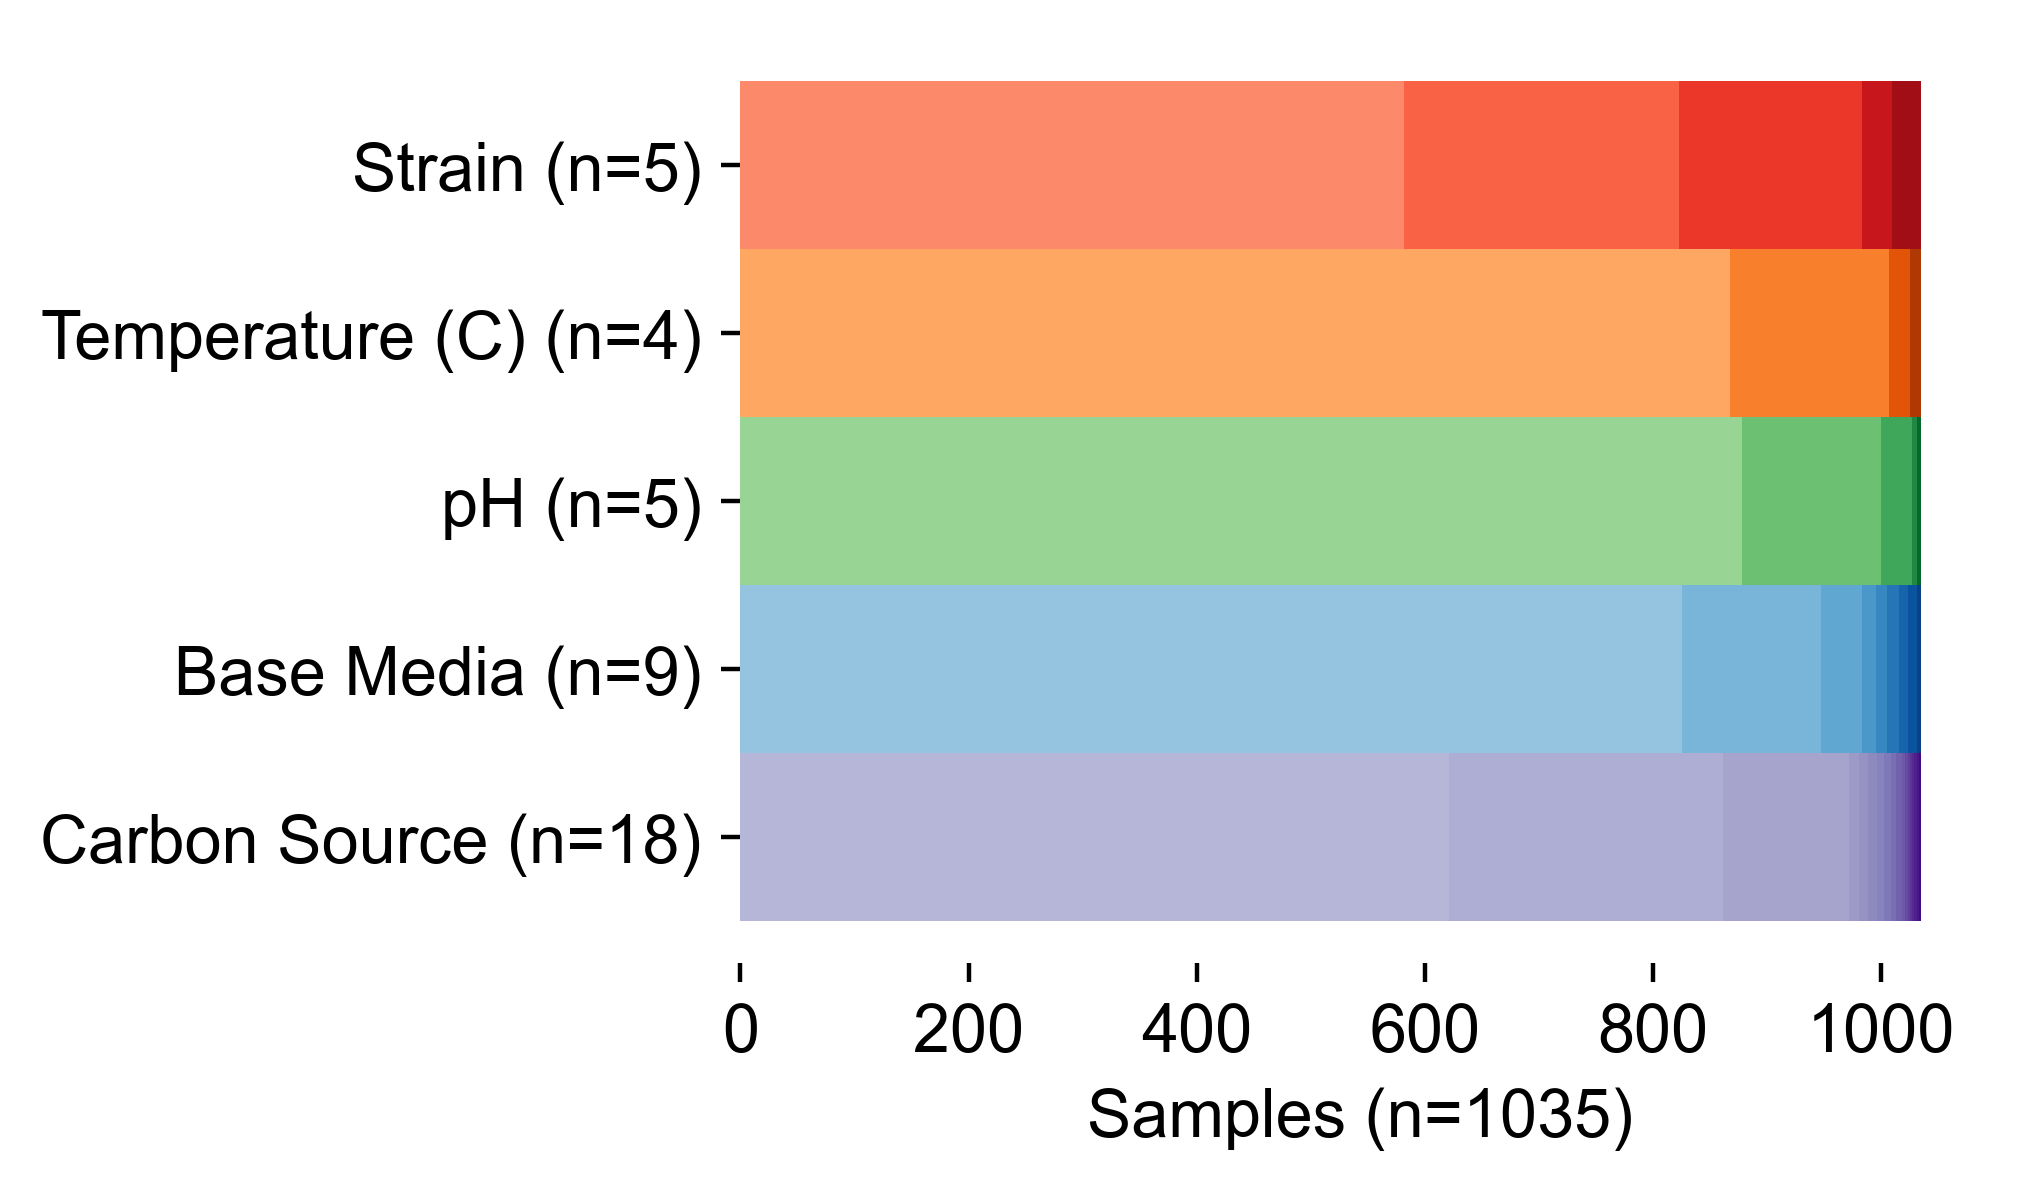 Strain (n=5)
Temperature (C) (n=4)
pH (n=5)
Base Media (n=9)
Carbon Source (n=18)
0 200 400 600 800 1000
Samples (n=1035)